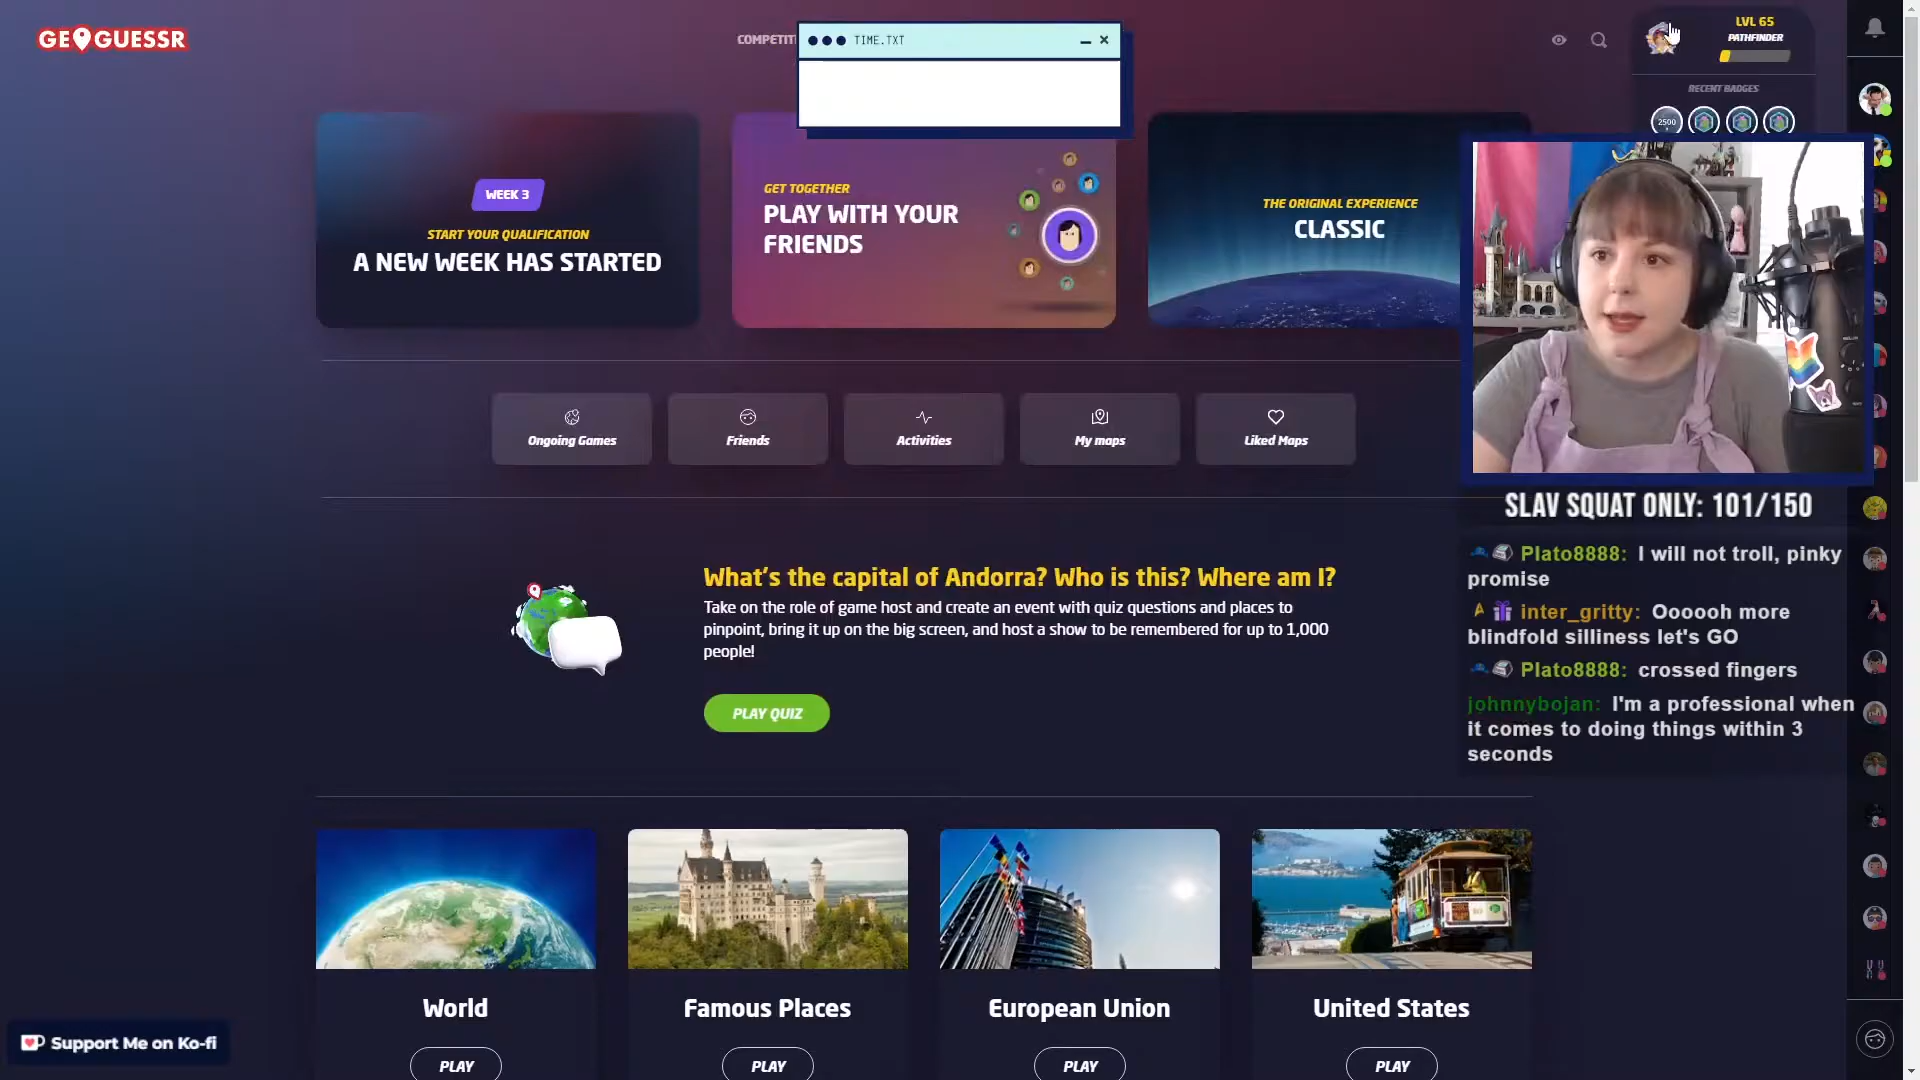 GEOGUESSR
COMPETITI
TIME.TXT
LVL 65
PATHFINDER
RECENT BADGES
2500
WEEK 3
START YOUR QUALIFICATION
A NEW WEEK HAS STARTED
GET TOGETHER
PLAY WITH YOUR
FRIENDS
THE ORIGINAL EXPERIENCE
CLASSIC
Ongoing Games
Friends
Activities
My maps
Liked Maps
SLAV SQUAT ONLY: 101/150
Plato8888: I will not troll, pinky
promise
inter_gritty: Oooooh more
blindfold silliness let's GO
Plato8888: crossed fingers
johnnybojan: I'm a professional when
it comes to doing things within 3
seconds
What's the capital of Andorra? Who is this? Where am I?
Take on the role of game host and create an event with quiz questions and places to
pinpoint, bring it up on the big screen, and host a show to be remembered for up to 1,000
people!
PLAY QUIZ
World
Famous Places
European Union
United States
PLAY
PLAY
PLAY
PLAY
Support Me on Ko-fi